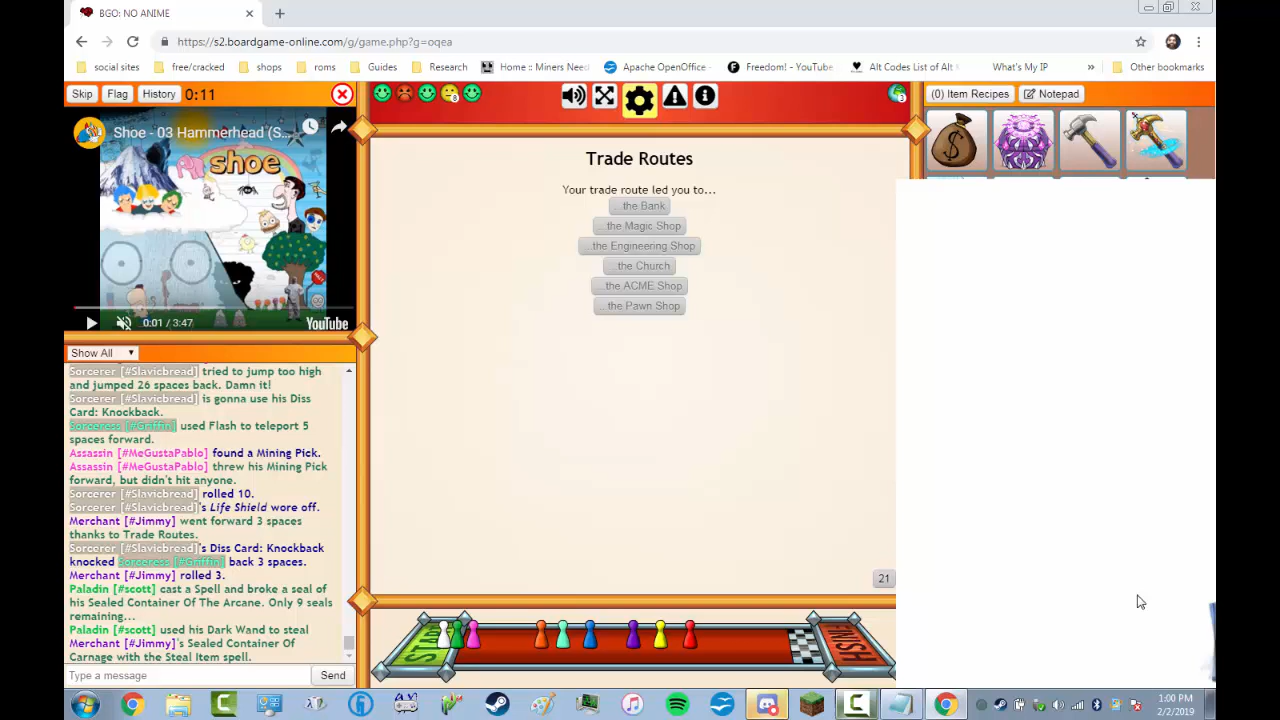 BGO: NO ANIME
https://s2.boardgame-online.com/g/game.php?g=oqea
social sites
free/cracked
shops
roms
Guides
Research
Home :: Miners Need
Apache OpenOffice -
Freedom! - YouTube
Alt Codes List of Alt
What's My IP
»
Other bookmarks
Skip
Flag
History
0:11
Shoe - 03 Hammerhead (S...
shoe
0:01 / 3:47
YouTube
8
3
(0) Item Recipes
Notepad
Trade Routes
Your trade route led you to...
...the Bank
...the Magic Shop
...the Engineering Shop
...the Church
...the ACME Shop
...the Pawn Shop
21
START
FINISH
Show All
Sorcerer [#Slavicbread] tried to jump too high
and jumped 26 spaces back. Damn it!
Sorcerer [#Slavicbread] is gonna use his Diss
Card: Knockback.
Sorceress [#Griffin] used Flash to teleport 5
spaces forward.
Assassin [#MeGustaPablo] found a Mining Pick.
Assassin [#MeGustaPablo] threw his Mining Pick
forward, but didn't hit anyone.
Sorcerer [#Slavicbread] rolled 10.
Sorcerer [#Slavicbread]'s Life Shield wore off.
Merchant [#Jimmy] went forward 3 spaces
thanks to Trade Routes.
Sorcerer [#Slavicbread]'s Diss Card: Knockback
knocked Sorceress [#Griffin] back 3 spaces.
Merchant [#Jimmy] rolled 3.
Paladin [#scott] cast a Spell and broke a seal of
his Sealed Container Of The Arcane. Only 9 seals
remaining...
Paladin [#scott] used his Dark Wand to steal
Merchant [#Jimmy]'s Sealed Container Of
Carnage with the Steal Item spell.
Type a message
Send
1:00 PM
2/2/2019